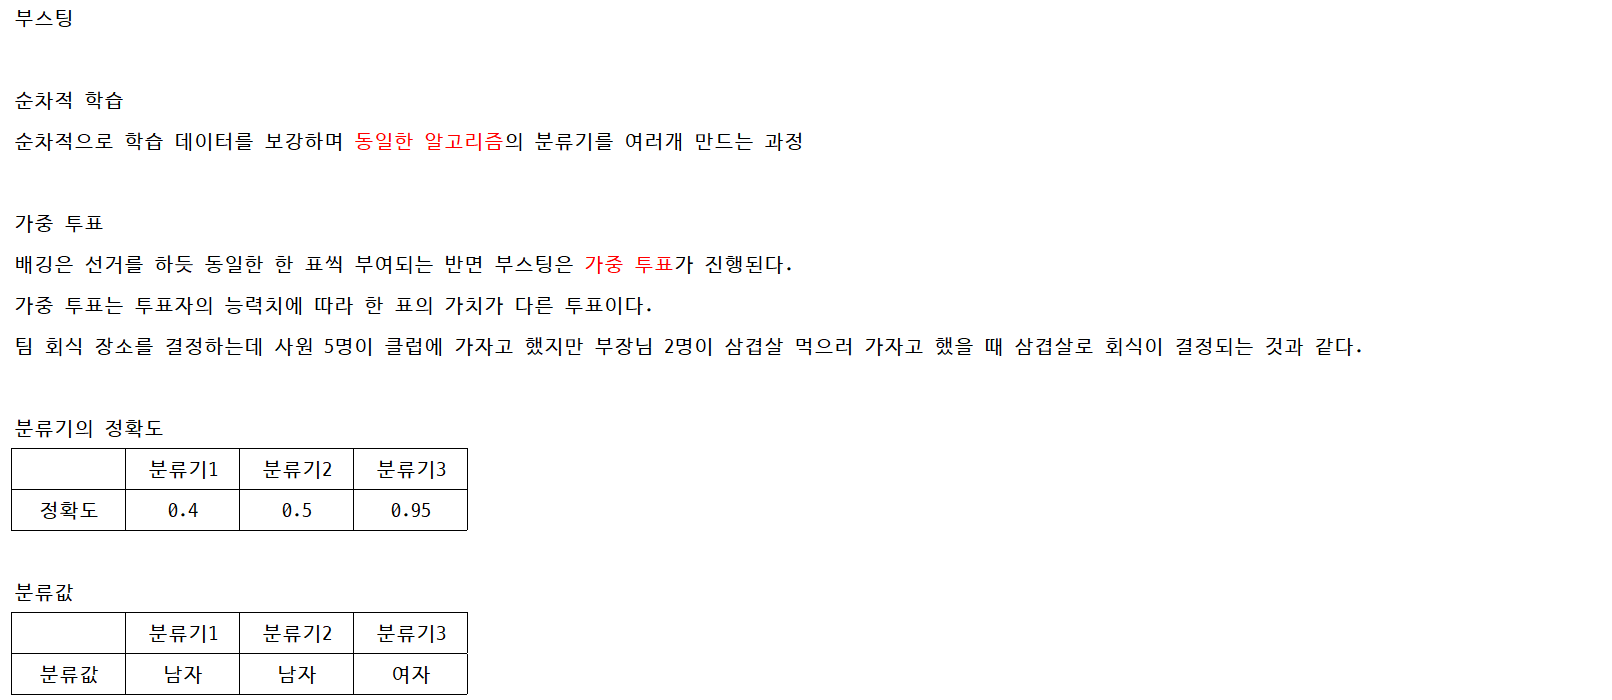 부스팅
순차적 학습
순차적으로 학습 데이터를 보강하며 동일한 알고리즘의 분류기를 여러개 만드는 과정
가중 투표
배깅은 선거를 하듯 동일한 한 표씩 부여되는 반면 부스팅은 가중 투표가 진행된다.
가중 투표는 투표자의 능력치에 따라 한 표의 가치가 다른 투표이다.
팀 회식 장소를 결정하는데 사원 5명이 클럽에 가자고 했지만 부장님 2명이 삼겹살 먹으러 가자고 했을 때 삼겹살로 회식이 결정되는 것과 같다.
분류기의 정확도
분류기1 분류기2 분류기3
정확도 0.4 0.5 0.95
분류값
분류기1 분류기2 분류기3
분류값 남자 남자 여자